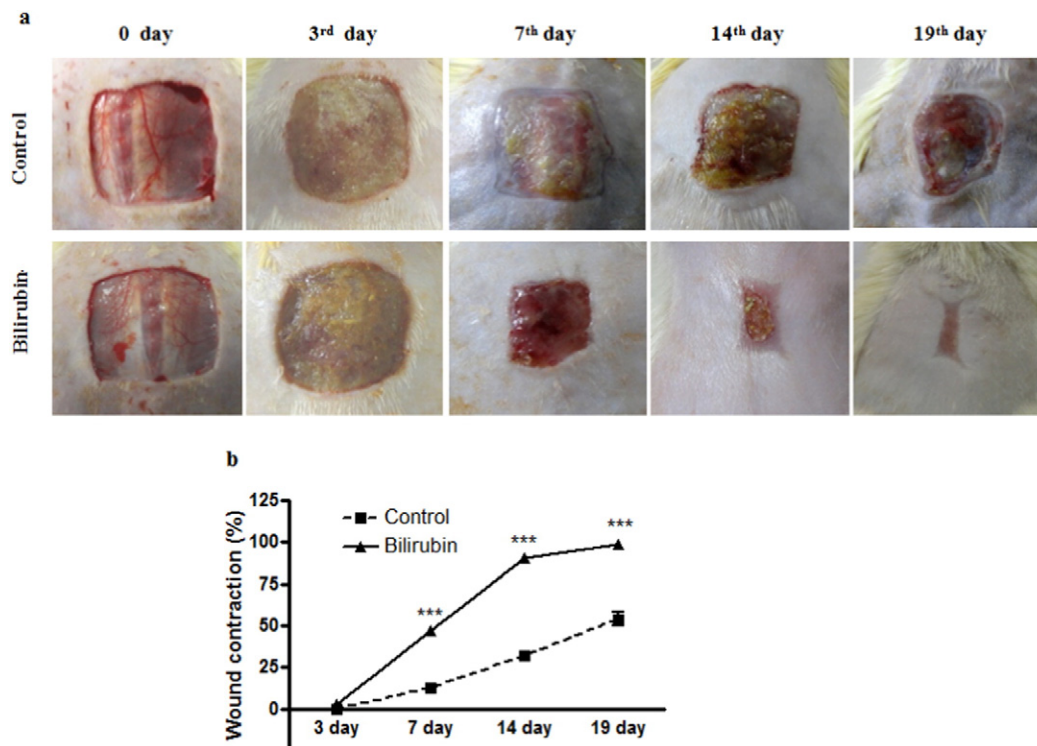 a
0 day 3rd day 7th day 14th day 19th day
Control
Bilirubin
b
Wound contraction (%)
125
100
75
50
25
0
Control
Bilirubin
***
***
***
3 day 7 day 14 day 19 day